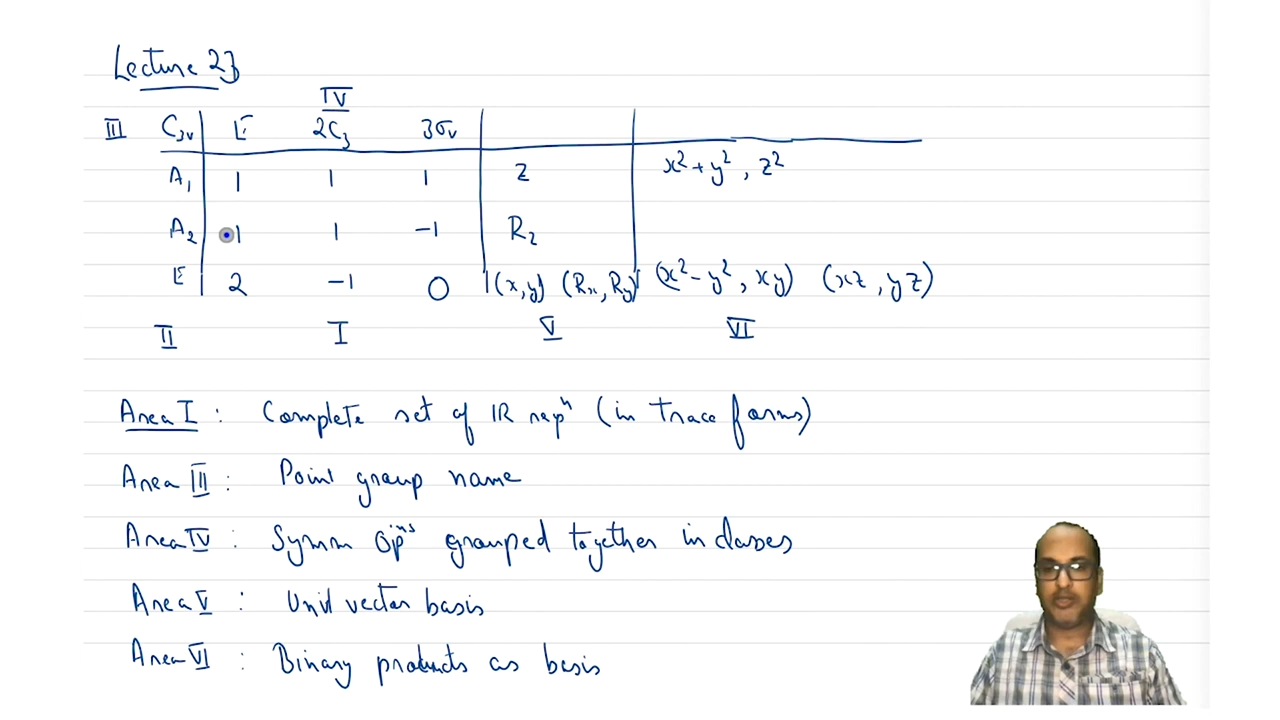 Lecture 23
IV
III C3v E 2C3 3σv
A1 1 1 1 z x²+y², z²
A2 1 1 -1 Rz
E 2 -1 0 (x,y) (Rx, Ry) (x²-y², xy) (xz, yz)
II I V VI
Area I : Complete set of IR repⁿ (in trace forms)
Area III : Point group name
Area IV : Symm opⁿˢ grouped together in classes
Area V : Unit vector basis
Area VI : Binary products as basis